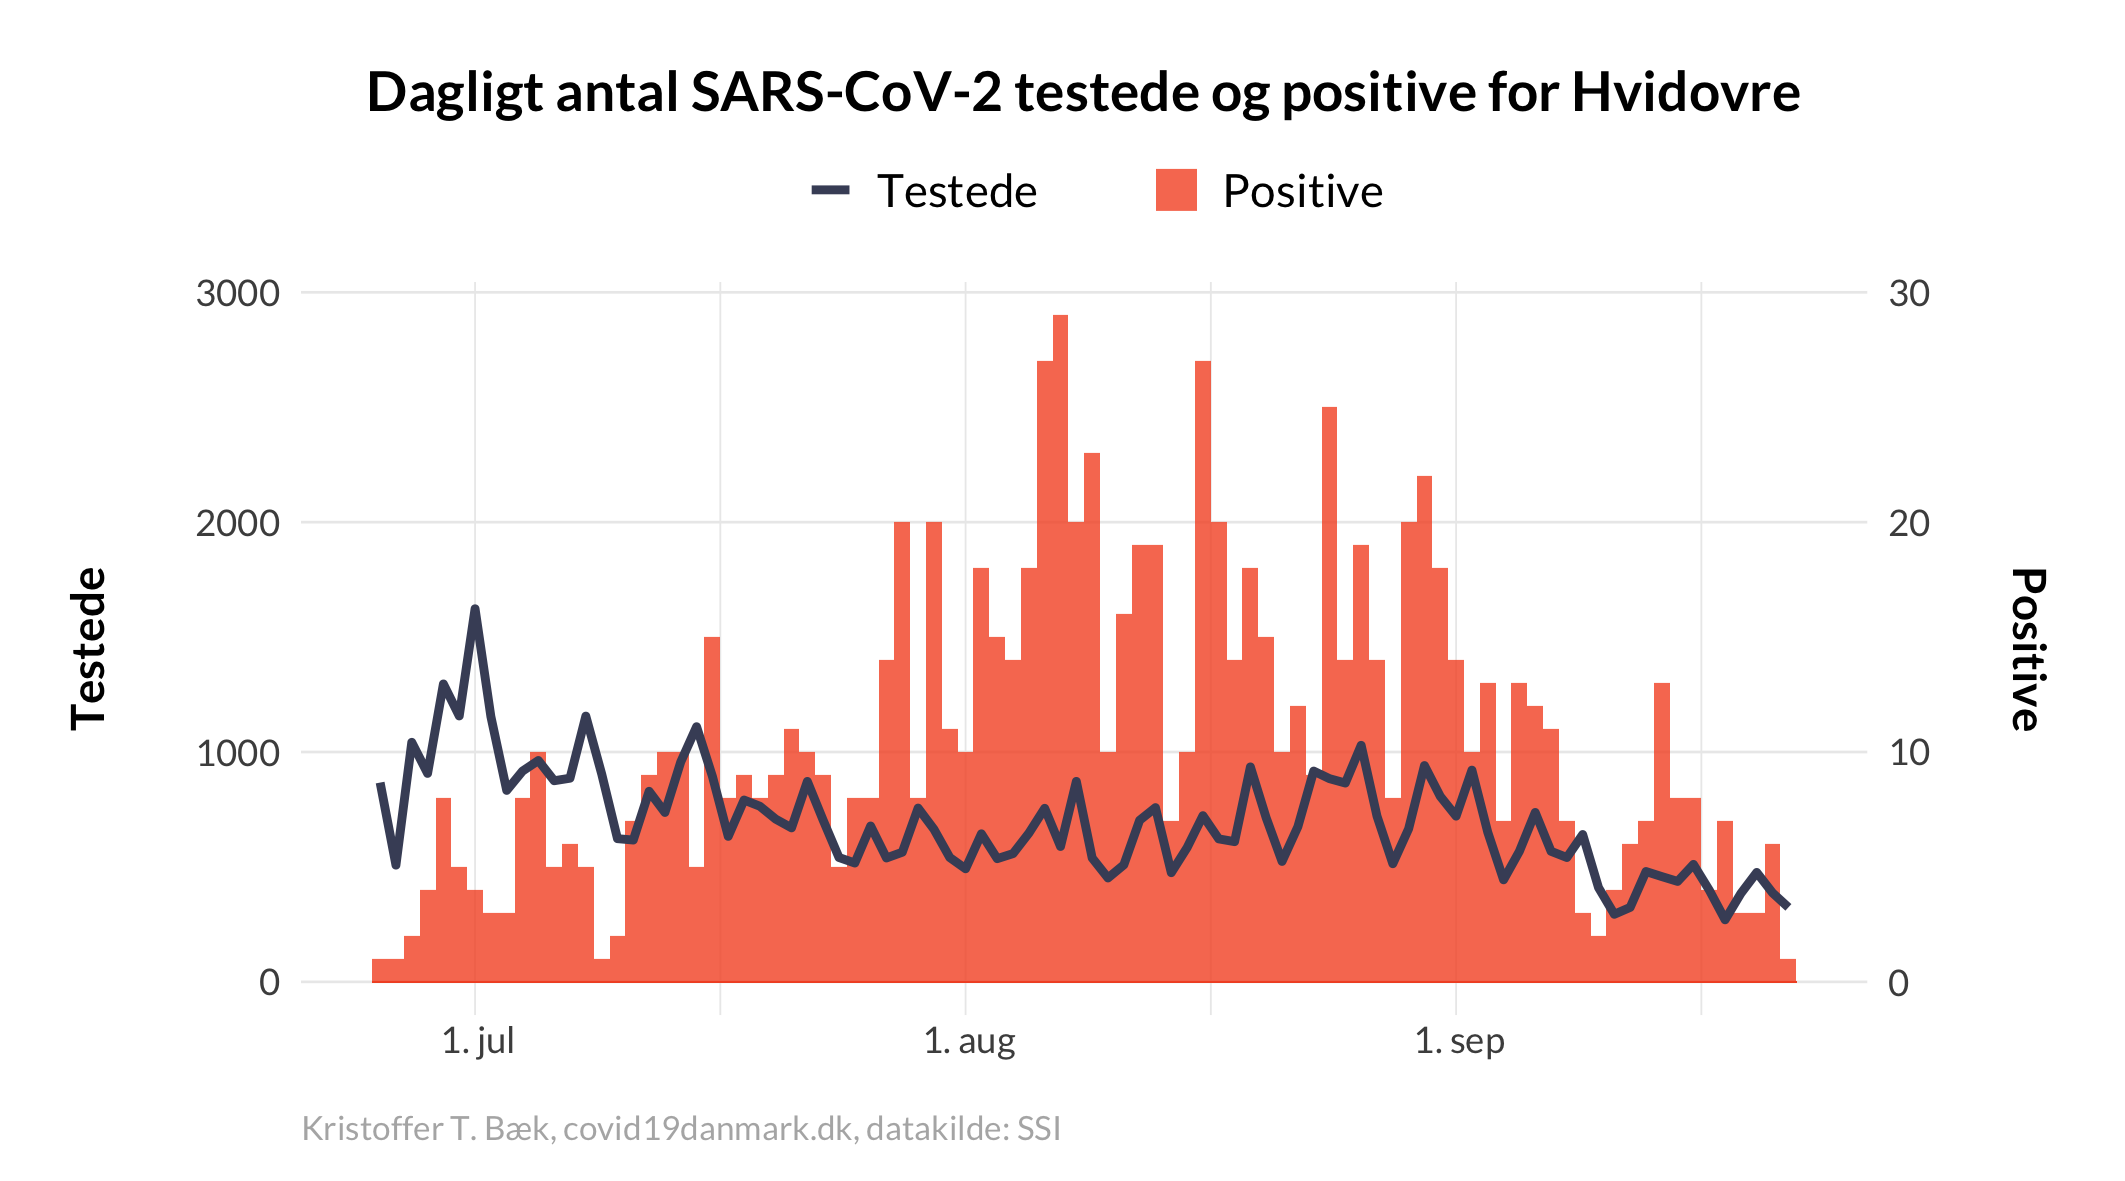 Dagligt antal SARS-CoV-2 testede og positive for Hvidovre
Testede Positive
3000 30
2000 20
1000 10
0 0
Testede
Positive
1. jul 1. aug 1. sep
Kristoffer T. Bæk, covid19danmark.dk, datakilde: SSI